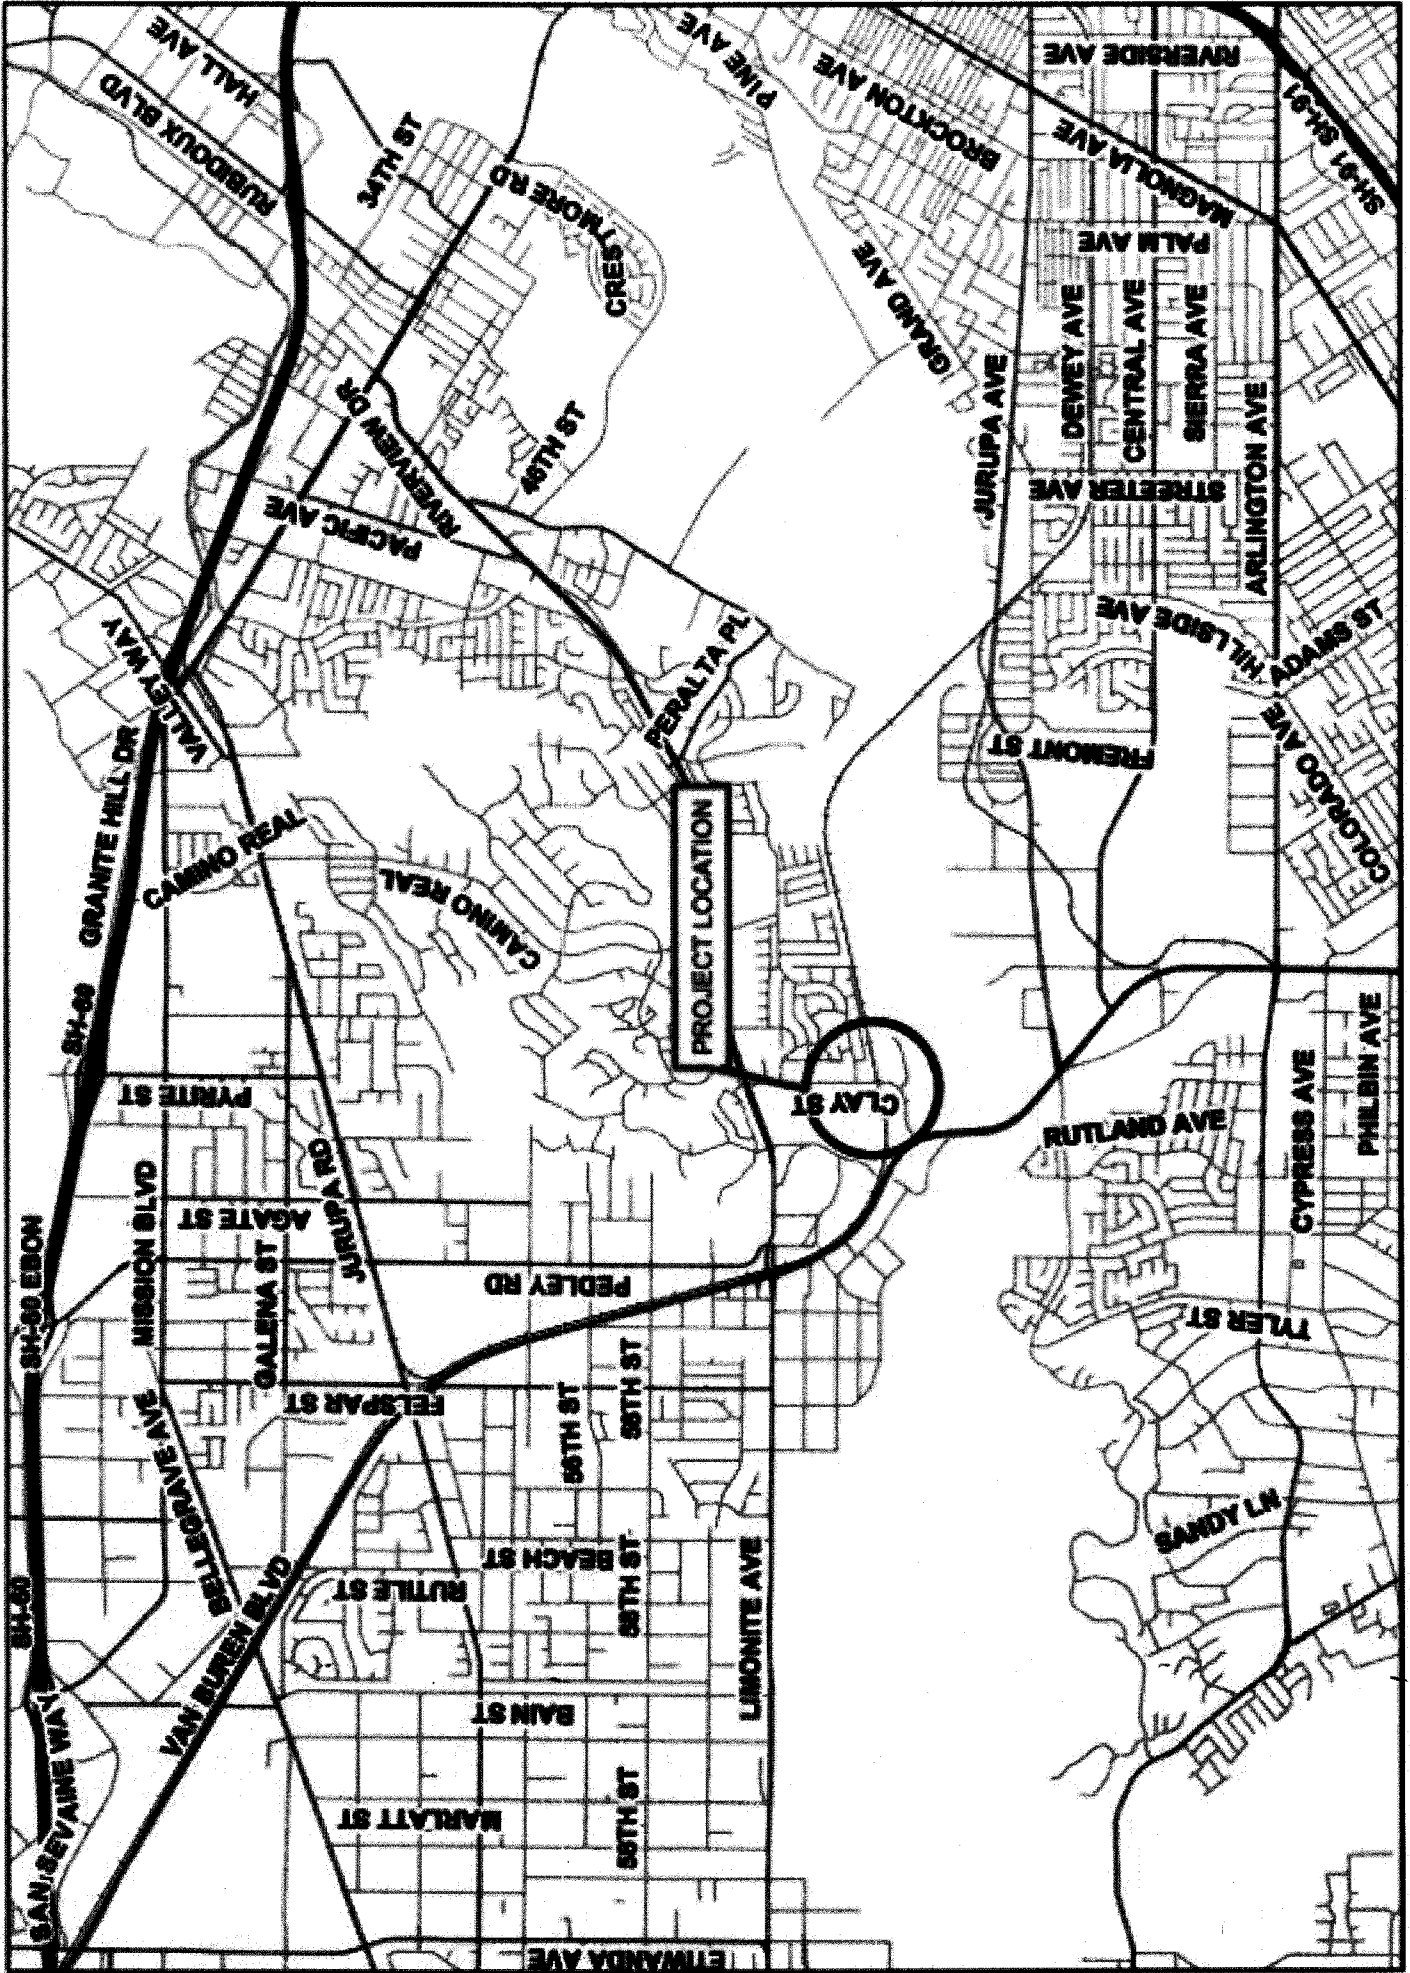 SAN SEVAINE WAY
SH-60
SH-60 EBON
SH-60
GRANITE HILL DR
VALLEY WAY
RUBIDOUX BLVD
HALL AVE
34TH ST
CRESTMORE RD
RIVERVIEW DR
PACIFIC AVE
46TH ST
PERALTA PL
CAMINO REAL
CAMINO REAL
PYRITE ST
MISSION BLVD
AGATE ST
GALENA ST
JURUPA RD
PEDLEY RD
BELLEGRAVE AVE
FELSPAR ST
VAN BUREN BLVD
RUTILE ST
BEACH ST
56TH ST
58TH ST
58TH ST
58TH ST
BAIN ST
MARLATT ST
ETIWANDA AVE
LIMONITE AVE
PROJECT LOCATION
CLAY ST
PINE AVE
BROCKTON AVE
MAGNOLIA AVE
RIVERSIDE AVE
SH-91
SH-91
PALM AVE
GRAND AVE
JURUPA AVE
DEWEY AVE
CENTRAL AVE
SIERRA AVE
ARLINGTON AVE
STREETER AVE
HILLSIDE AVE
ADAMS ST
COLORADO AVE
FREMONT ST
RUTLAND AVE
CYPRESS AVE
PHILBIN AVE
TYLER ST
SANDY LN